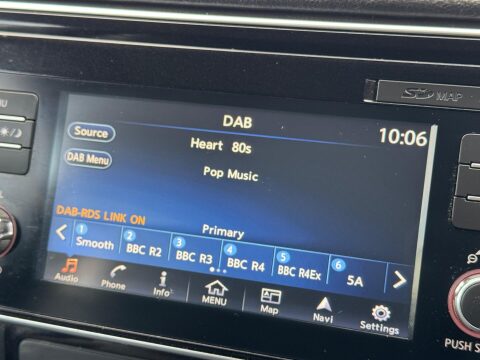 SD MAP
NU
DAB
10:06
Source
Heart 80s
DAB Menu
Pop Music
DAB-RDS LINK ON
Primary
1 Smooth
2 BBC R2
3 BBC R3
4 BBC R4
5 BBC R4Ex
6 5A
Audio
Phone
Info
MENU
Map
Navi
Settings
PUSH S